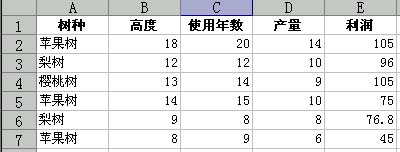 A B C D E
1 树种 高度 使用年数 产量 利润
2 苹果树 18 20 14 105
3 梨树 12 12 10 96
4 樱桃树 13 14 9 105
5 苹果树 14 15 10 75
6 梨树 9 8 8 76.8
7 苹果树 8 9 6 45